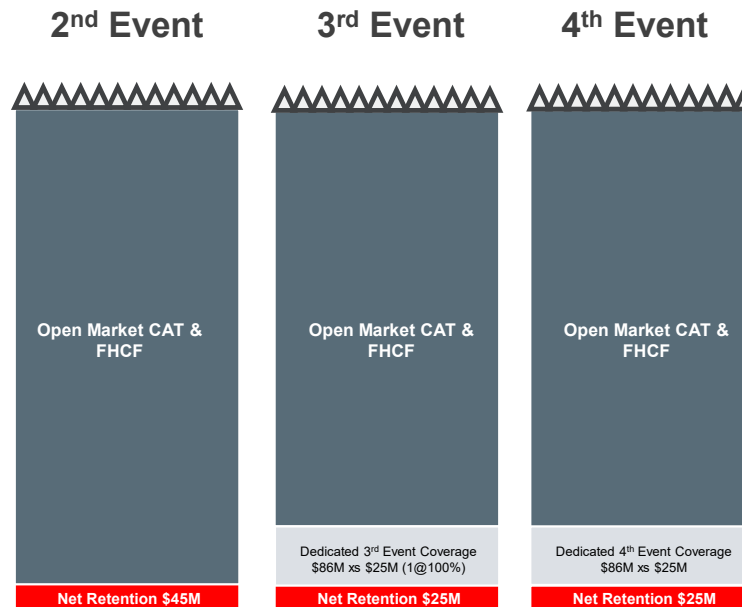 2nd Event
3rd Event
4th Event
Open Market CAT &
FHCF
Open Market CAT &
FHCF
Open Market CAT &
FHCF
Dedicated 3rd Event Coverage
$86M xs $25M (1@100%)
Dedicated 4th Event Coverage
$86M xs $25M
Net Retention $45M
Net Retention $25M
Net Retention $25M